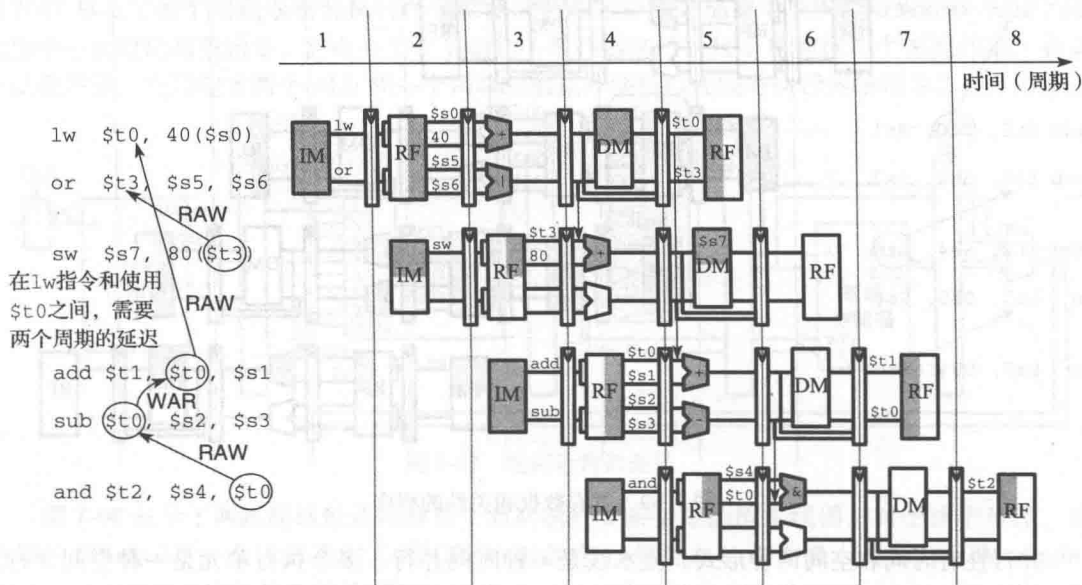 1 2 3 4 5 6 7 8
时间（周期）
lw $t0, 40($s0)
or $t3, $s5, $s6
RAW
sw $s7, 80($t3)
在lw指令和使用
$t0之间，需要
两个周期的延迟
RAW
add $t1, $t0, $s1
WAR
sub $t0, $s2, $s3
RAW
and $t2, $s4, $t0
IM lw or RF $s0 40 $s5 $s6 + | DM $t0 $t3 RF
IM sw RF $t3 80 + $s7 DM RF
IM add sub RF $t0 $s1 $s2 $s3 + - DM $t1 $t0 RF
IM and RF $s4 $t0 & DM $t2 RF